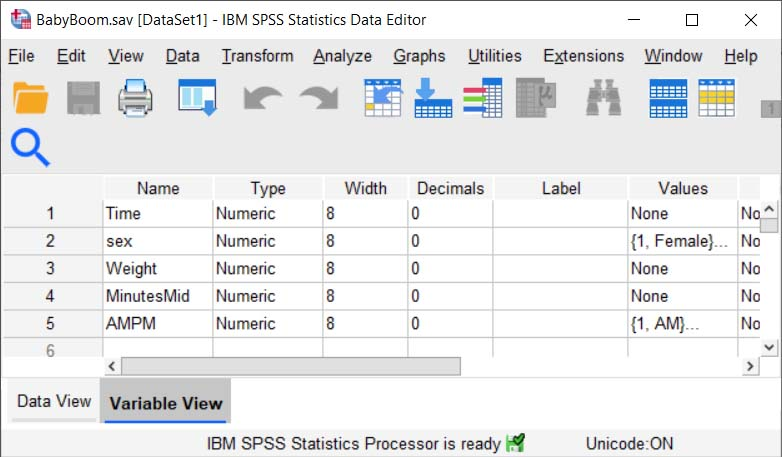 BabyBoom.sav [DataSet1] - IBM SPSS Statistics Data Editor
File Edit View Data Transform Analyze Graphs Utilities Extensions Window Help
1
Name Type Width Decimals Label Values
1 Time Numeric 8 0 None No
2 sex Numeric 8 0 {1, Female}... No
3 Weight Numeric 8 0 None No
4 MinutesMid Numeric 8 0 None No
5 AMPM Numeric 8 0 {1, AM}... No
6
Data View Variable View
IBM SPSS Statistics Processor is ready Unicode:ON